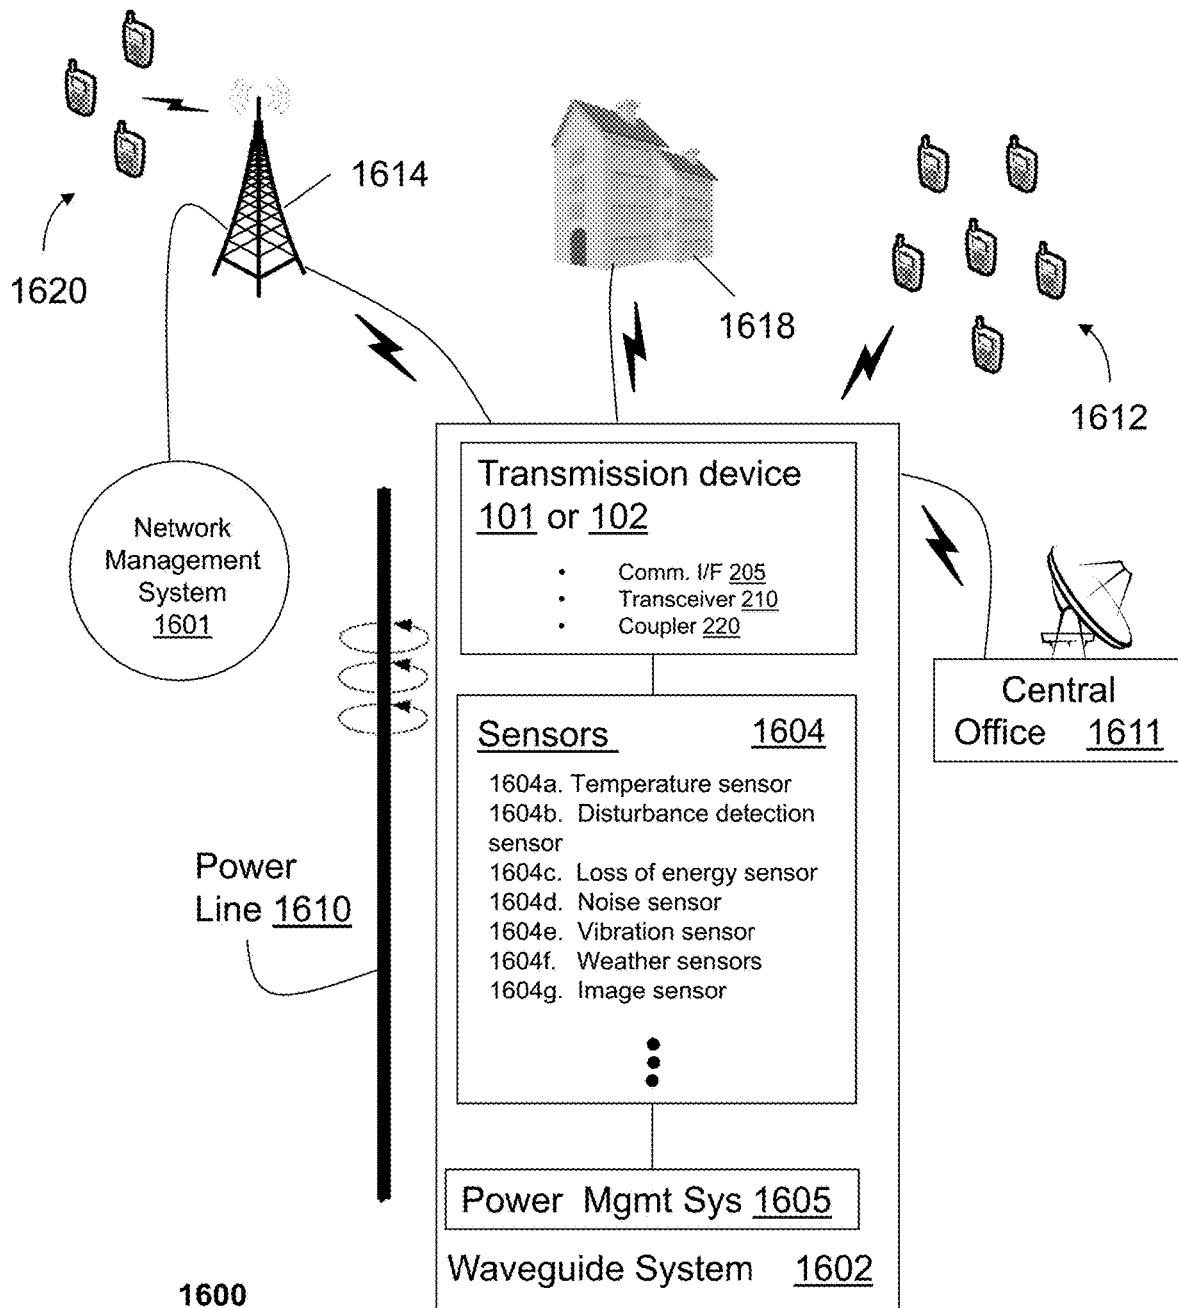 1614
1620
1618
1612
Network
Management
System
1601
Transmission device
101 or 102
• Comm. I/F 205
• Transceiver 210
• Coupler 220
Central
Office 1611
Sensors 1604
1604a. Temperature sensor
1604b. Disturbance detection
sensor
1604c. Loss of energy sensor
1604d. Noise sensor
1604e. Vibration sensor
1604f. Weather sensors
1604g. Image sensor
Power
Line 1610
Power Mgmt Sys 1605
Waveguide System 1602
1600